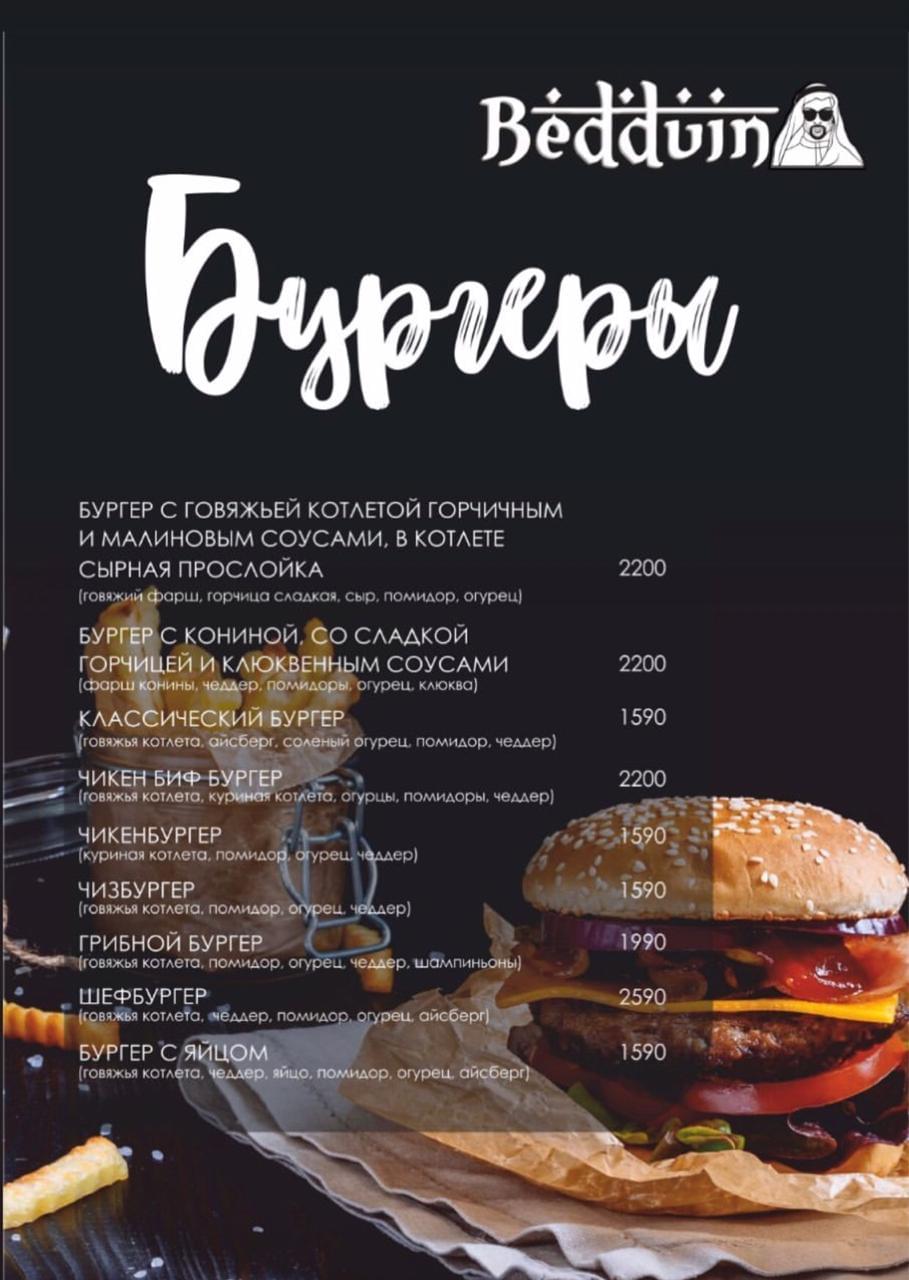 Bedduin
Бургеры
БУРГЕР С ГОВЯЖЬЕЙ КОТЛЕТОЙ ГОРЧИЧНЫМ
И МАЛИНОВЫМ СОУСАМИ, В КОТЛЕТЕ
СЫРНАЯ ПРОСЛОЙКА 2200
(говяжий фарш, горчица сладкая, сыр, помидор, огурец)
БУРГЕР С КОНИНОЙ, СО СЛАДКОЙ
ГОРЧИЦЕЙ И КЛЮКВЕННЫМ СОУСАМИ 2200
(фарш конины, чеддер, помидоры, огурец, клюква)
КЛАССИЧЕСКИЙ БУРГЕР 1590
(говяжья котлета, айсберг, соленый огурец, помидор, чеддер)
ЧИКЕН БИФ БУРГЕР 2200
(говяжья котлета, куриная котлета, огурцы, помидоры, чеддер)
ЧИКЕНБУРГЕР 1590
(куриная котлета, помидор, огурец, чеддер)
ЧИЗБУРГЕР 1590
(говяжья котлета, помидор, огурец, чеддер)
ГРИБНОЙ БУРГЕР 1990
(говяжья котлета, помидор, огурец, чеддер, шампиньоны)
ШЕФБУРГЕР 2590
(говяжья котлета, чеддер, помидор, огурец, айсберг)
БУРГЕР С ЯЙЦОМ 1590
(говяжья котлета, чеддер, яйцо, помидор, огурец, айсберг)